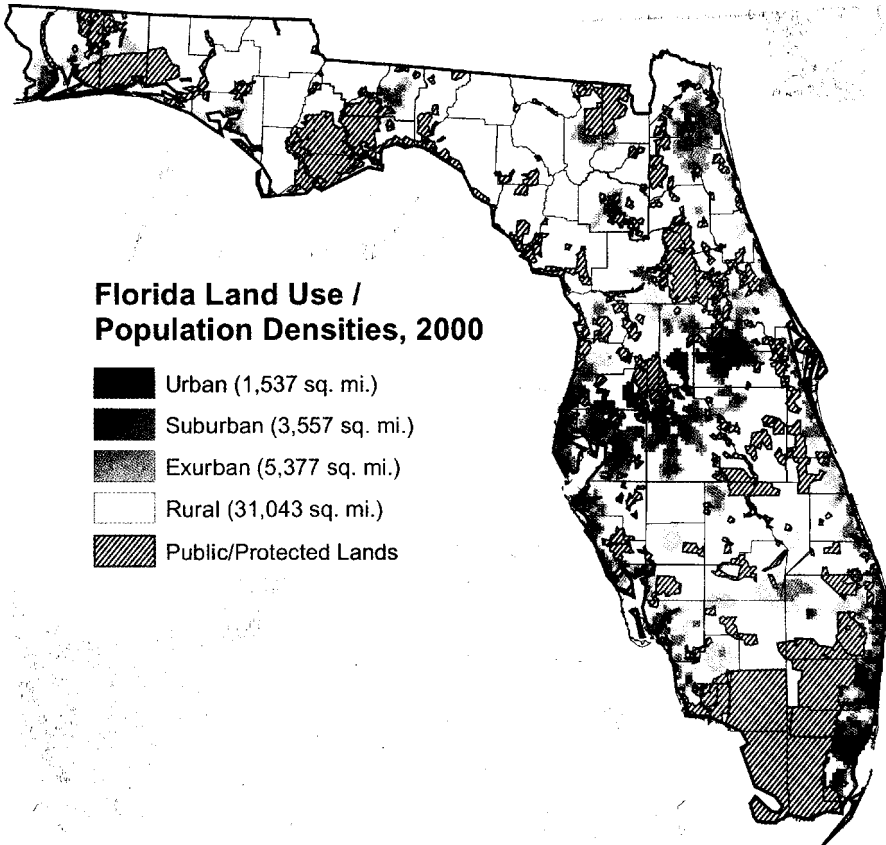 Florida Land Use /
Population Densities, 2000
Urban (1,537 sq. mi.)
Suburban (3,557 sq. mi.)
Exurban (5,377 sq. mi.)
Rural (31,043 sq. mi.)
Public/Protected Lands